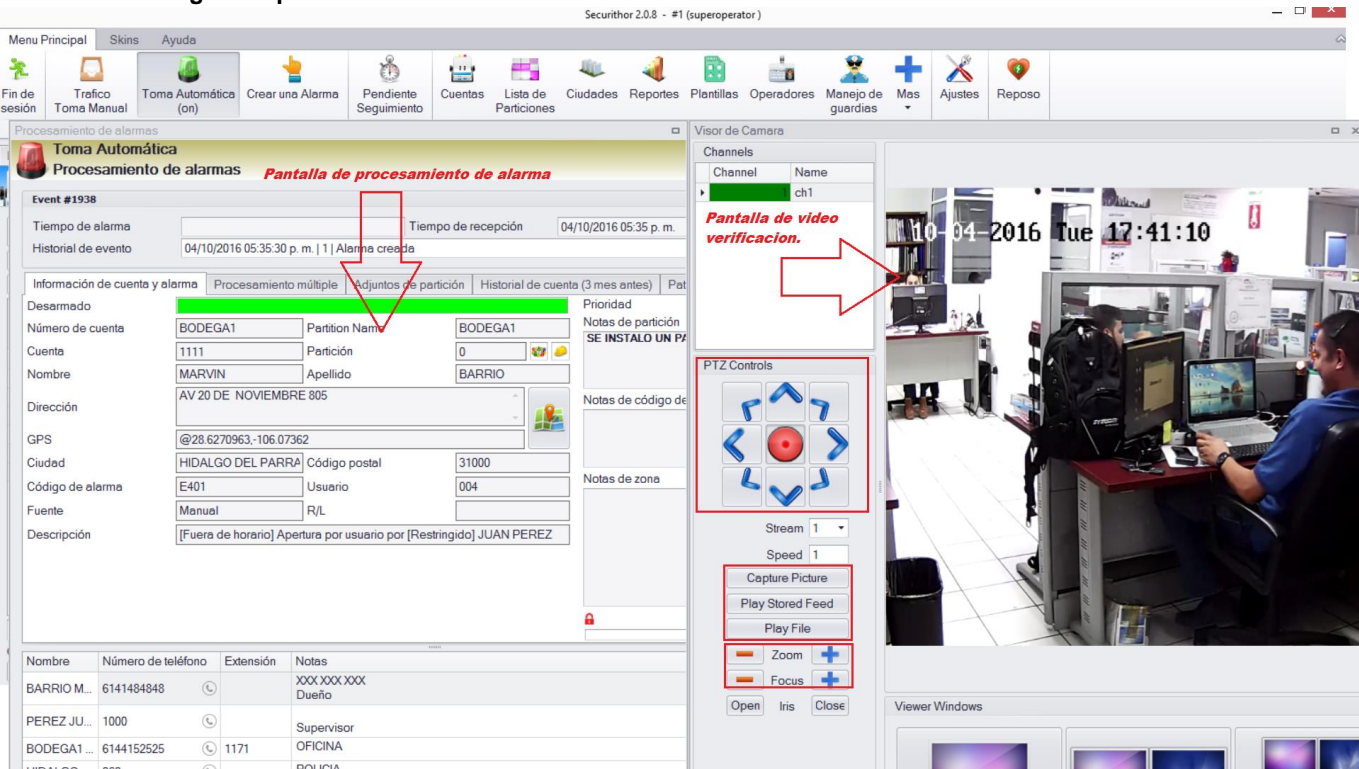 Securithor 2.0.8 - #1 (superoperator )
Menu Principal Skins Ayuda
Fin de sesión
Trafico Toma Manual
Toma Automática (on)
Crear una Alarma
Pendiente Seguimiento
Cuentas
Lista de Particiones
Ciudades
Reportes
Plantillas
Operadores
Manejo de guardias
Mas
Ajustes
Reposo
Procesamiento de alarmas
Toma Automática
Procesamiento de alarmas
Pantalla de procesamiento de alarma
Event #1938
Tiempo de alarma
Tiempo de recepción 04/10/2016 05:35 p. m.
Historial de evento 04/10/2016 05:35:30 p. m. | 1 | Alarma creada
Información de cuenta y alarma
Procesamiento múltiple
Adjuntos de partición
Historial de cuenta (3 mes antes)
Pat
Desarmado
Número de cuenta BODEGA1 Partition Name BODEGA1
Cuenta 1111 Partición 0
Nombre MARVIN Apellido BARRIO
Dirección AV 20 DE NOVIEMBRE 805
GPS @28.6270963,-106.07362
Ciudad HIDALGO DEL PARRA Código postal 31000
Código de alarma E401 Usuario 004
Fuente Manual R/L
Descripción [Fuera de horario] Apertura por usuario por [Restringido] JUAN PEREZ
Prioridad
Notas de partición
SE INSTALO UN PA
Notas de código de
Notas de zona
Nombre Número de teléfono Extensión Notas
BARRIO M... 6141484848 XXX XXX XXX
Dueño
PEREZ JU... 1000 Supervisor
BODEGA1 ... 6144152525 1171 OFICINA
POLICIA
Visor de Camara
Channels
Channel Name
1 ch1
Pantalla de video
verificacion.
PTZ Controls
Stream 1
Speed 1
Capture Picture
Play Stored Feed
Play File
Zoom
Focus
Open Iris Close
10-04-2016 Tue 17:41:10
Viewer Windows